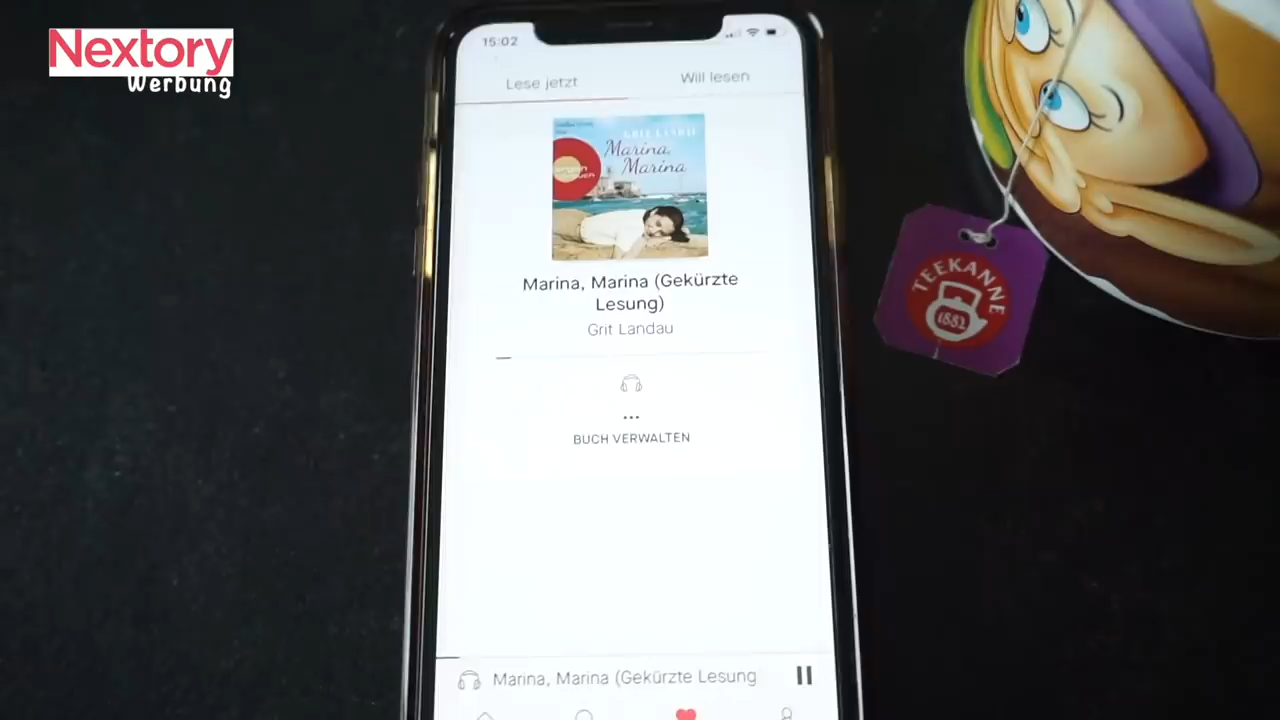 Nextory
Werbung
15:02
Lese jetzt
Will lesen
GRIT LANDAU
Marina,
Marina
argon
Marina, Marina (Gekürzte
Lesung)
Grit Landau
...
BUCH VERWALTEN
Marina, Marina (Gekürzte Lesung
TEEKANNE
1882